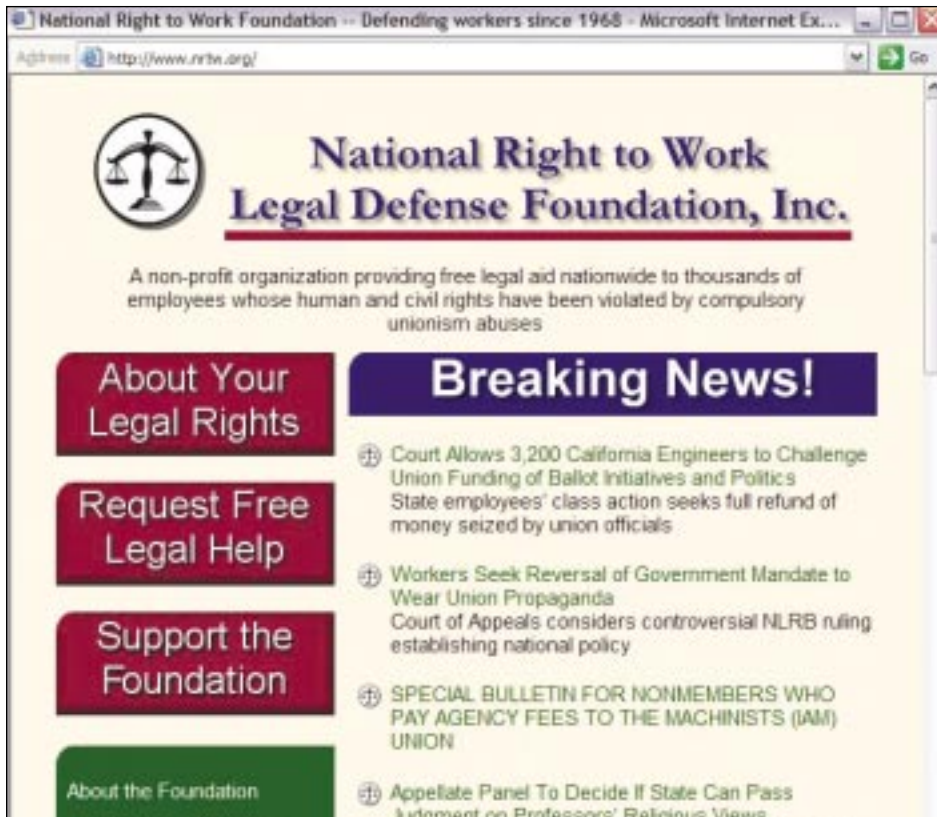 National Right to Work Foundation -- Defending workers since 1968 - Microsoft Internet Ex...
Address http://www.nrtw.org/ Go
National Right to Work
Legal Defense Foundation, Inc.
A non-profit organization providing free legal aid nationwide to thousands of
employees whose human and civil rights have been violated by compulsory
unionism abuses
About Your
Legal Rights
Request Free
Legal Help
Support the
Foundation
About the Foundation
Breaking News!
Court Allows 3,200 California Engineers to Challenge
Union Funding of Ballot Initiatives and Politics
State employees' class action seeks full refund of
money seized by union officials
Workers Seek Reversal of Government Mandate to
Wear Union Propaganda
Court of Appeals considers controversial NLRB ruling
establishing national policy
SPECIAL BULLETIN FOR NONMEMBERS WHO
PAY AGENCY FEES TO THE MACHINISTS (IAM)
UNION
Appellate Panel To Decide If State Can Pass
Judgment on Professors' Religious Views